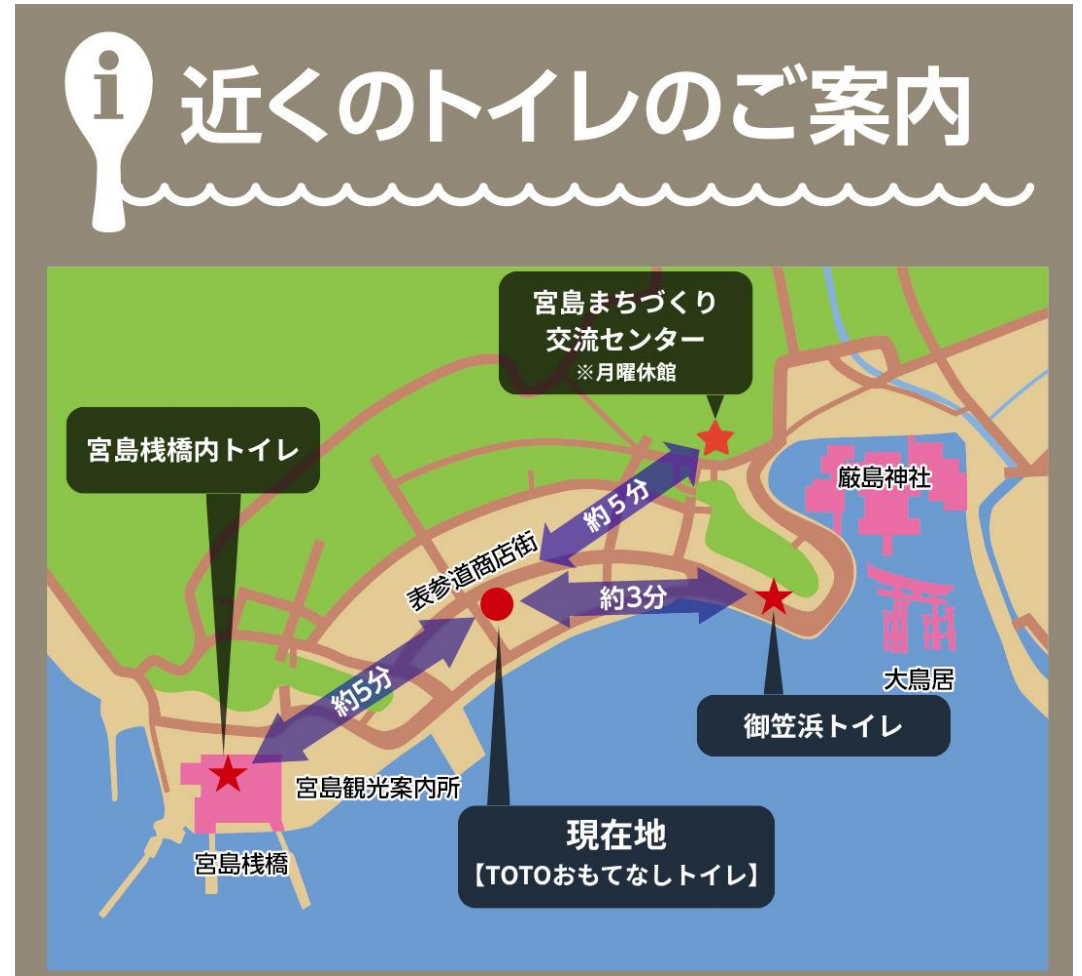 i
近くのトイレのご案内
宮島まちづくり
交流センター
※月曜休館
宮島桟橋内トイレ
厳島神社
約5分
表参道商店街
約3分
大鳥居
約5分
御笠浜トイレ
宮島観光案内所
現在地
【TOTOおもてなしトイレ】
宮島桟橋